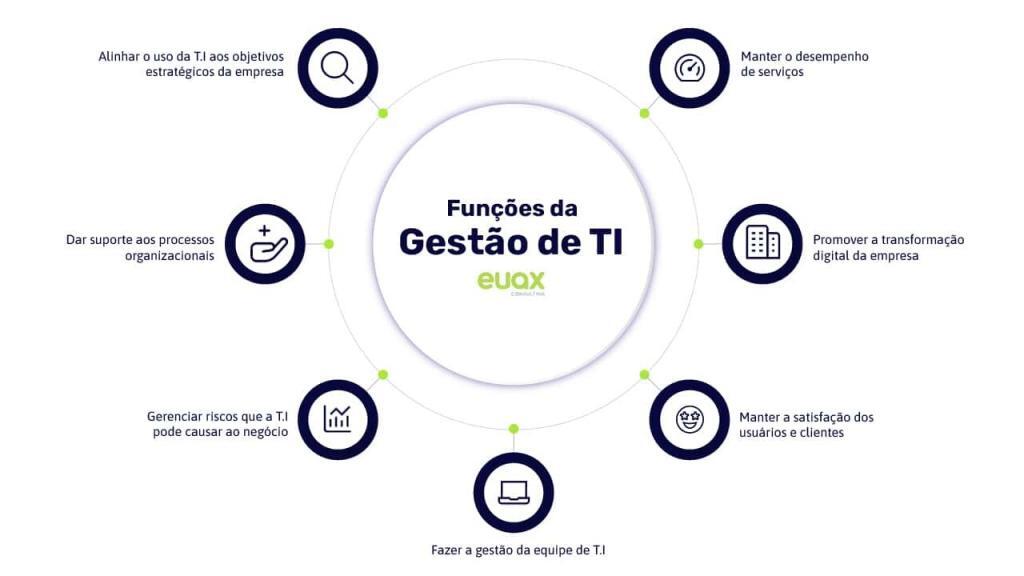 Alinhar o uso da T.I aos objetivos
estratégicos da empresa
Manter o desempenho
de serviços
Funções da
Gestão de TI
euax
CONSULTING
Dar suporte aos processos
organizacionais
Promover a transformação
digital da empresa
Gerenciar riscos que a T.I
pode causar ao negócio
Manter a satisfação dos
usuários e clientes
Fazer a gestão da equipe de T.I